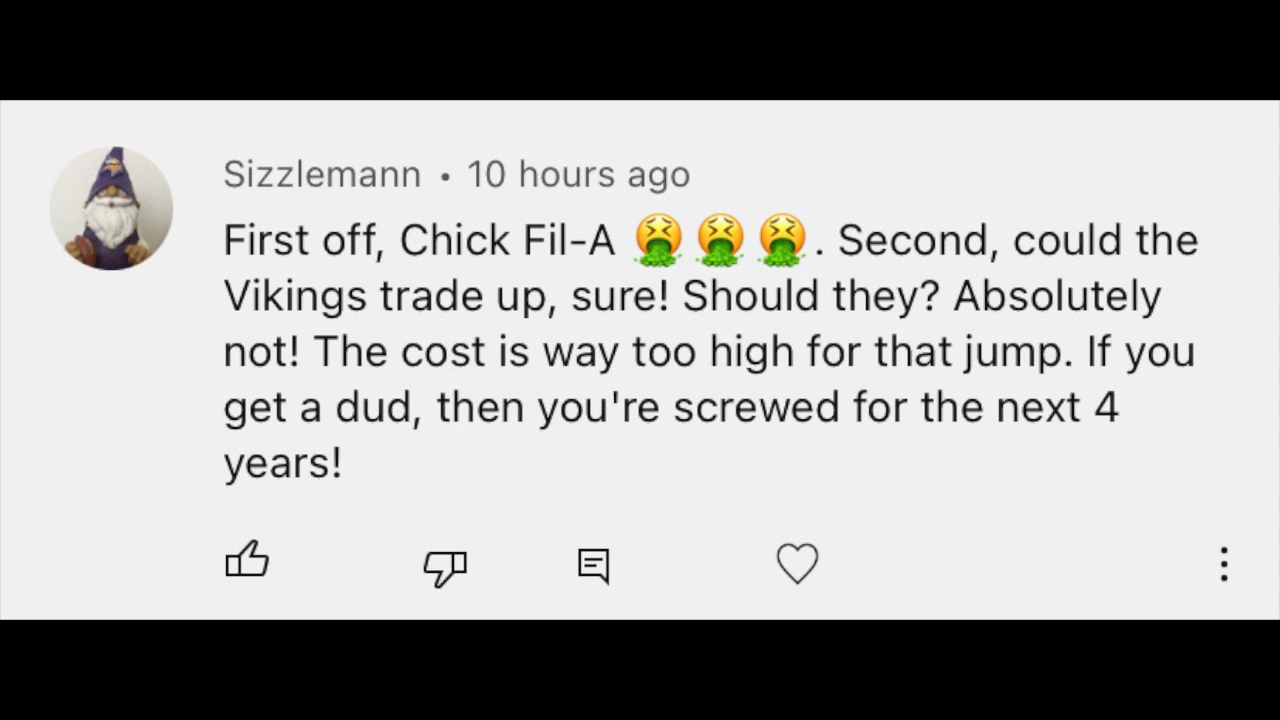 Sizzlemann • 10 hours ago
First off, Chick Fil-A 🤮🤮🤮. Second, could the
Vikings trade up, sure! Should they? Absolutely
not! The cost is way too high for that jump. If you
get a dud, then you're screwed for the next 4
years!